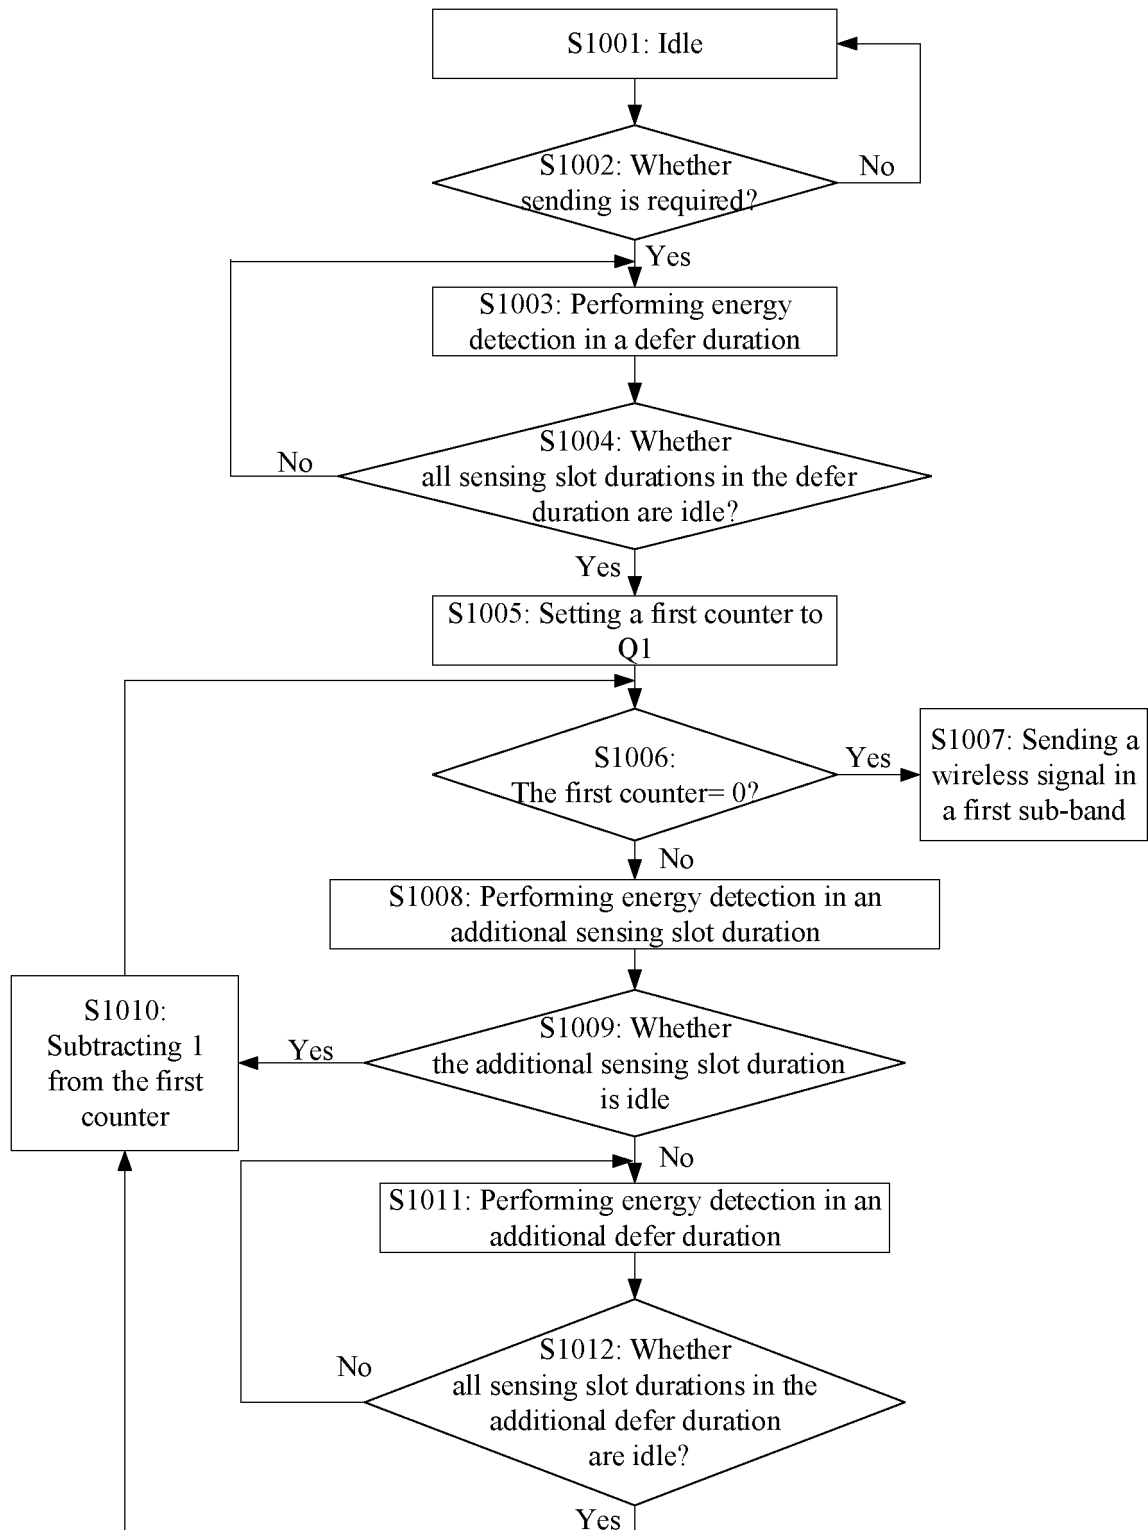 S1001: Idle
S1002: Whether
sending is required?
No
Yes
S1003: Performing energy
detection in a defer duration
S1004: Whether
all sensing slot durations in the defer
duration are idle?
No
Yes
S1005: Setting a first counter to
Q1
S1006:
The first counter= 0?
Yes
S1007: Sending a
wireless signal in
a first sub-band
No
S1008: Performing energy detection in an
additional sensing slot duration
S1009: Whether
the additional sensing slot duration
is idle
Yes
S1010:
Subtracting 1
from the first
counter
No
S1011: Performing energy detection in an
additional defer duration
S1012: Whether
all sensing slot durations in the
additional defer duration
are idle?
No
Yes